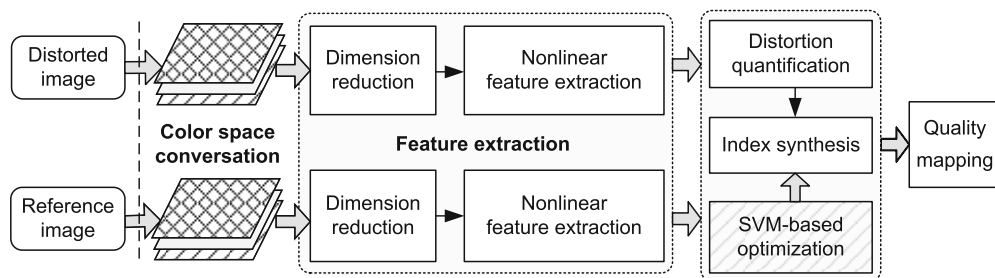 Distorted
image
Color space
conversation
Reference
image
Dimension
reduction
Nonlinear
feature extraction
Feature extraction
Dimension
reduction
Nonlinear
feature extraction
Distortion
quantification
Index synthesis
SVM-based
optimization
Quality
mapping